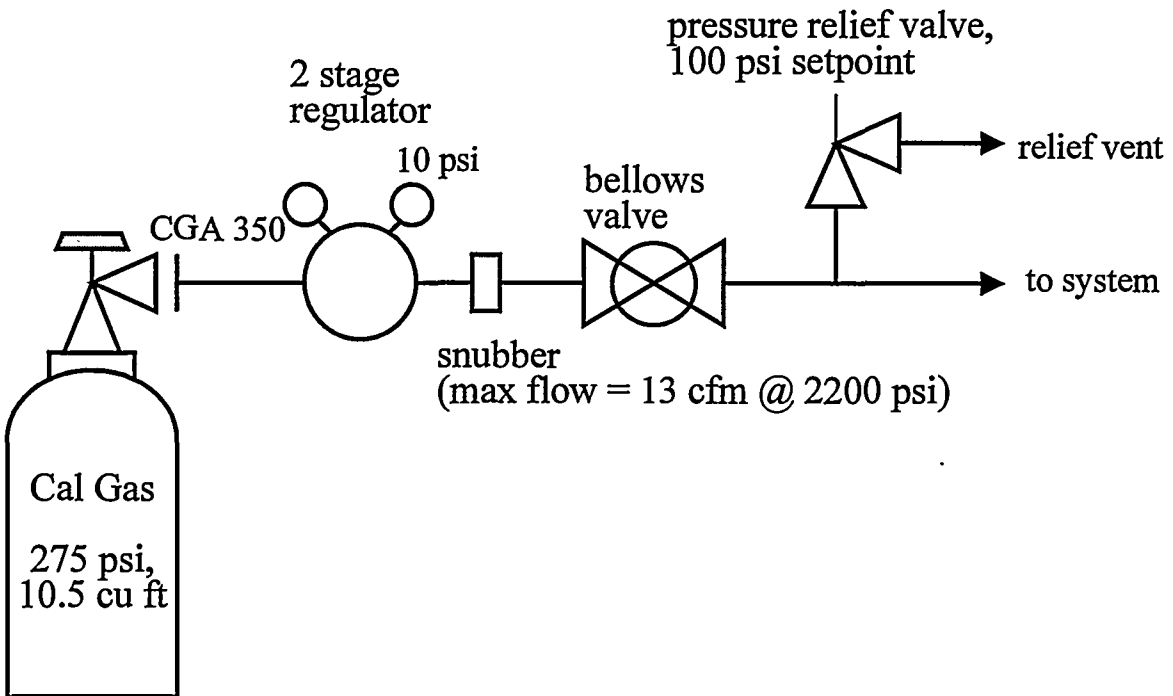 pressure relief valve,
100 psi setpoint
2 stage
regulator
10 psi
relief vent
bellows
valve
CGA 350
to system
snubber
(max flow = 13 cfm @ 2200 psi)
Cal Gas
275 psi,
10.5 cu ft